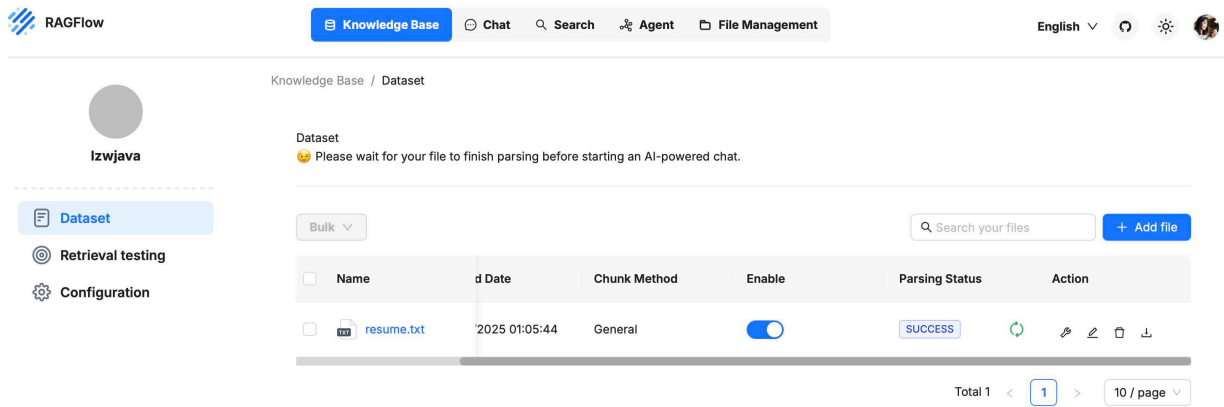 RAGFlow
Knowledge Base
Chat
Search
Agent
File Management
English
Knowledge Base / Dataset
lzwjava
Dataset
Retrieval testing
Configuration
Dataset
😉 Please wait for your file to finish parsing before starting an AI-powered chat.
Bulk
Search your files
+ Add file
Name d Date Chunk Method Enable Parsing Status Action
TXT resume.txt /2025 01:05:44 General SUCCESS
Total 1 < 1 > 10 / page